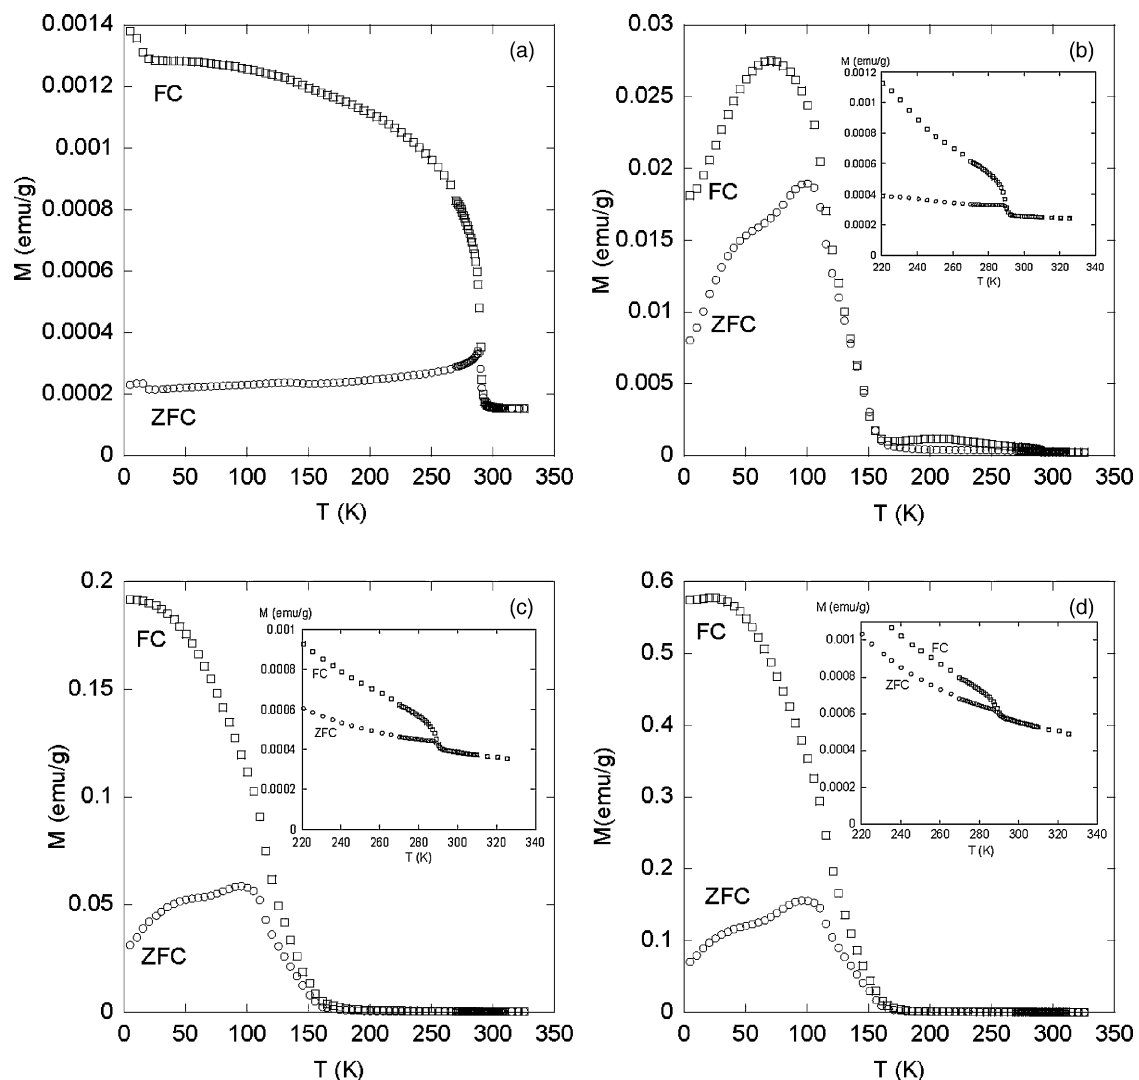 0.0014
(a)
0.0012
FC
0.001
0.0008
M (emu/g)
0.0006
0.0004
0.0002
ZFC
0
0 50 100 150 200 250 300 350
T (K)
0.03
(b)
0.025
0.02
FC
M (emu/g)
0.015
ZFC
0.01
0.005
0
0 50 100 150 200 250 300 350
T (K)
M (emu/g)
0.0012
0.001
0.0008
0.0006
0.0004
0.0002
0
220 240 260 280 300 320 340
T (K)
0.2
(c)
FC
0.15
M (emu/g)
0.1
0.05
ZFC
0
0 50 100 150 200 250 300 350
T (K)
M (emu/g)
0.001
0.0008
FC
0.0006
ZFC
0.0004
0.0002
0
220 240 260 280 300 320 340
T (K)
0.6
(d)
FC
0.5
0.4
M(emu/g)
0.3
0.2
ZFC
0.1
0
0 50 100 150 200 250 300 350
T (K)
M (emu/g)
0.001
FC
0.0008
ZFC
0.0006
0.0004
0.0002
0
220 240 260 280 300 320 340
T (K)